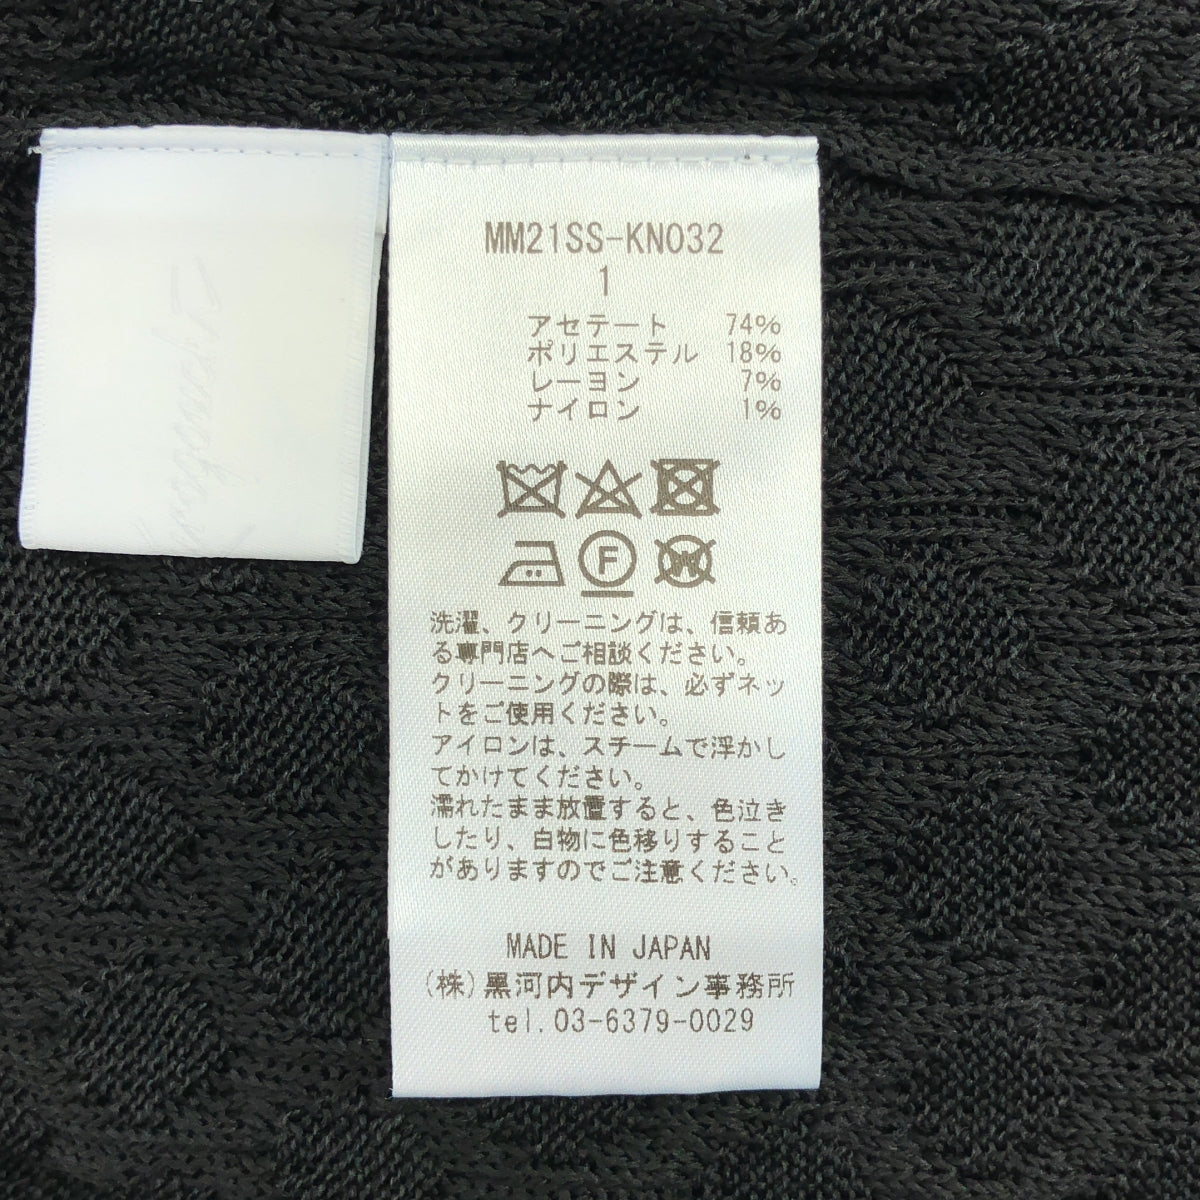 MM21SS-KN032
1
アセテート 74%
ポリエステル 18%
レーヨン 7%
ナイロン 1%
F
W
洗濯、クリーニングは、信頼あ
る専門店へご相談ください。
クリーニングの際は、必ずネッ
トをご使用ください。
アイロンは、スチームで浮かし
てかけてください。
濡れたまま放置すると、色泣き
したり、白物に色移りすること
がありますのでご注意ください。
MADE IN JAPAN
(株)黒河内デザイン事務所
tel.03-6379-0029